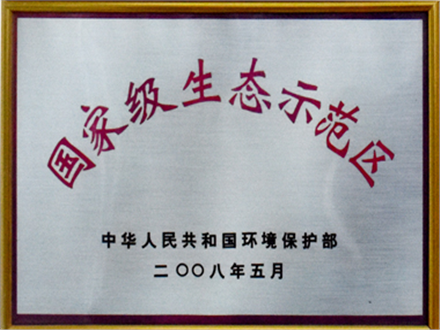 国家级生态示范区
中华人民共和国环境保护部
二〇〇八年五月